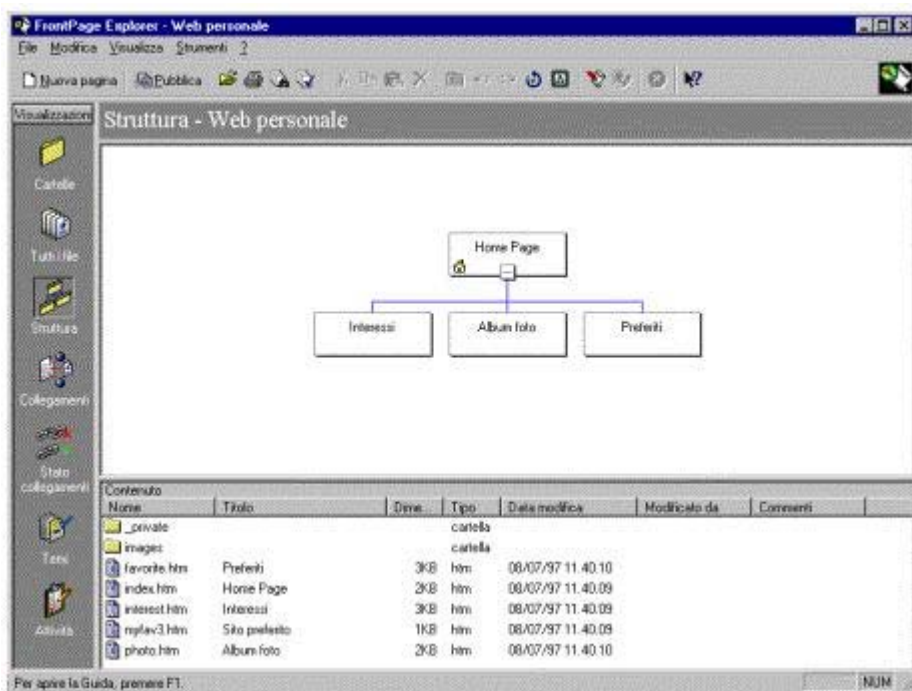 FrontPage Explorer - Web personale
File Modifica Visualizza Strumenti ?
Nuova pagina Pubblica
Visualizzazioni
Struttura - Web personale
Cartelle
Tutti i file
Struttura
Collegamenti
Stato
collegamenti
Temi
Attività
Home Page
Interessi Album foto Preferiti
Contenuto
Nome Titolo Dime... Tipo Data modifica Modificato da Commenti
_private cartella
images cartella
favorite.htm Preferiti 3KB htm 08/07/97 11.40.10
index.htm Home Page 2KB htm 08/07/97 11.40.09
interest.htm Interessi 3KB htm 08/07/97 11.40.09
myfav3.htm Sito preferito 1KB htm 08/07/97 11.40.09
photo.htm Album foto 2KB htm 08/07/97 11.40.10
Per aprire la Guida, premere F1. NUM